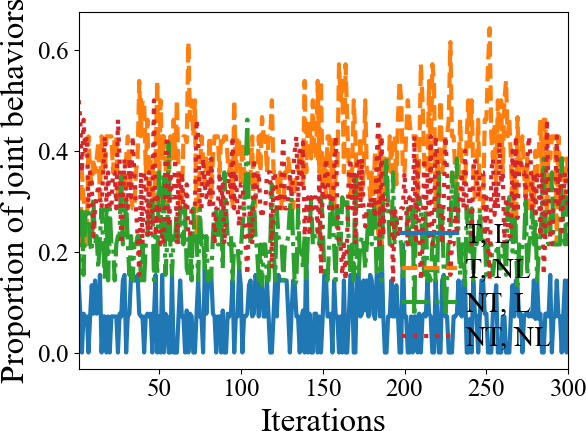 Proportion of joint behaviors
0.6
0.4
0.2
0.0
50
100
150
200
250
300
Iterations
T, L
T, NL
NT, L
NT, NL